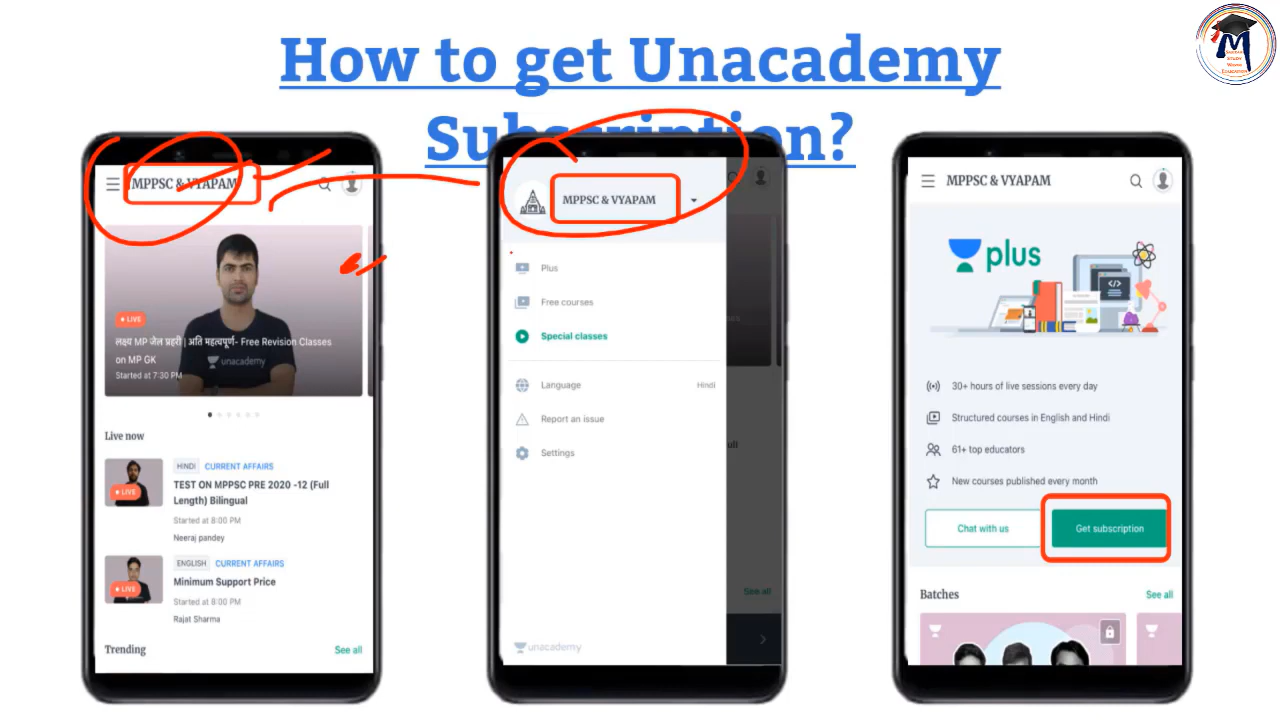 How to get Unacademy
Subscription?
M
SANKALP
STUDY
WORLD
EDUCATION
MPPSC & VYAPAM
LIVE
लक्ष्य MP जेल प्रहरी | अति महत्वपूर्ण- Free Revision Classes
on MP GK
unacademy
Started at 7:30 PM
Live now
HINDI CURRENT AFFAIRS
TEST ON MPPSC PRE 2020 -12 (Full
Length) Bilingual
LIVE
Started at 8:00 PM
Neeraj pandey
ENGLISH CURRENT AFFAIRS
Minimum Support Price
LIVE
Started at 8:00 PM
Rajat Sharma
Trending See all
MPPSC & VYAPAM
Plus
Free courses
Special classes
Language Hindi
Report an issue
Settings
See all
unacademy
MPPSC & VYAPAM
plus
30+ hours of live sessions every day
Structured courses in English and Hindi
61+ top educators
New courses published every month
Chat with us Get subscription
Batches See all